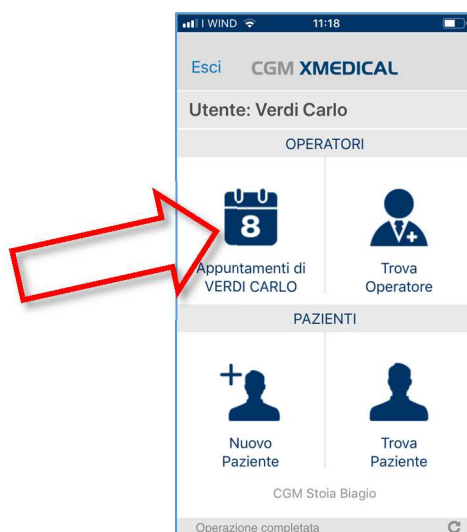 I WIND 11:18
Esci CGM XMEDICAL
Utente: Verdi Carlo
OPERATORI
8
Appuntamenti di
VERDI CARLO
Trova
Operatore
PAZIENTI
Nuovo
Paziente
Trova
Paziente
CGM Stoia Biagio
Operazione completata